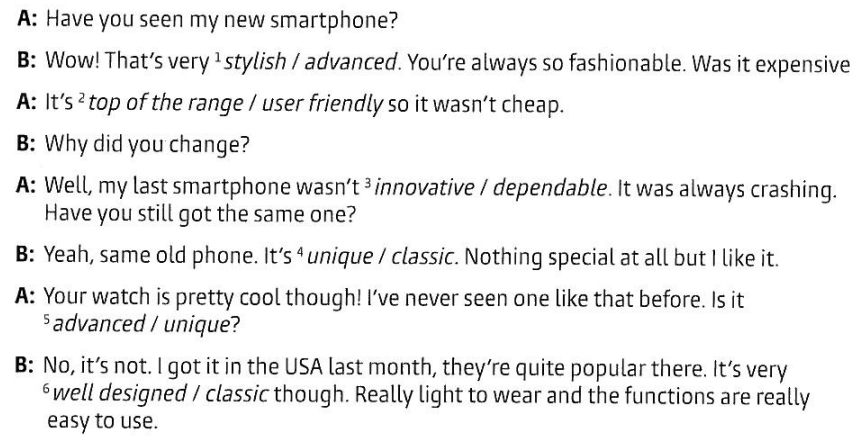 A: Have you seen my new smartphone?
B: Wow! That's very ¹ stylish / advanced. You're always so fashionable. Was it expensive
A: It's ² top of the range / user friendly so it wasn't cheap.
B: Why did you change?
A: Well, my last smartphone wasn't ³ innovative / dependable. It was always crashing.
Have you still got the same one?
B: Yeah, same old phone. It's ⁴ unique / classic. Nothing special at all but I like it.
A: Your watch is pretty cool though! I've never seen one like that before. Is it
⁵ advanced / unique?
B: No, it's not. I got it in the USA last month, they're quite popular there. It's very
⁶ well designed / classic though. Really light to wear and the functions are really
easy to use.